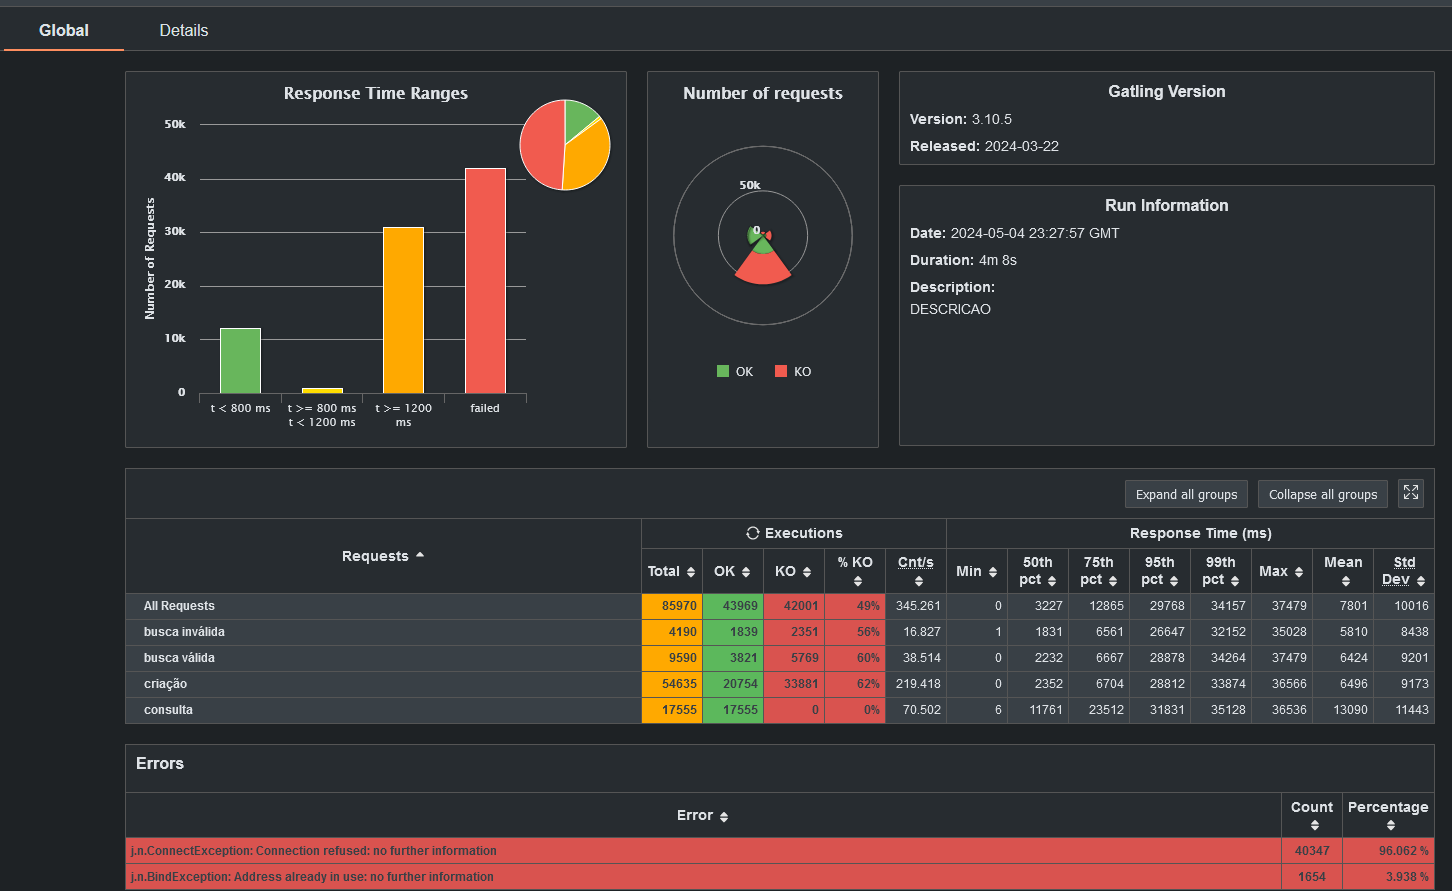 Global Details
Response Time Ranges
50k
40k
30k
20k
10k
0
Number of Requests
t < 800 ms
t >= 800 ms
t < 1200 ms
t >= 1200
ms
failed
Number of requests
50k
0
OK KO
Gatling Version
Version: 3.10.5
Released: 2024-03-22
Run Information
Date: 2024-05-04 23:27:57 GMT
Duration: 4m 8s
Description:
DESCRICAO
Expand all groups Collapse all groups
Requests Executions Response Time (ms)
Total OK KO % KO Cnt/s Min 50th pct 75th pct 95th pct 99th pct Max Mean Std Dev
All Requests 85970 43969 42001 49% 345.261 0 3227 12865 29768 34157 37479 7801 10016
busca inválida 4190 1839 2351 56% 16.827 1 1831 6561 26647 32152 35028 5810 8438
busca válida 9590 3821 5769 60% 38.514 0 2232 6667 28878 34264 37479 6424 9201
criação 54635 20754 33881 62% 219.418 0 2352 6704 28812 33874 36566 6496 9173
consulta 17555 17555 0 0% 70.502 6 11761 23512 31831 35128 36536 13090 11443
Errors
Error Count Percentage
j.n.ConnectException: Connection refused: no further information 40347 96.062 %
j.n.BindException: Address already in use: no further information 1654 3.938 %